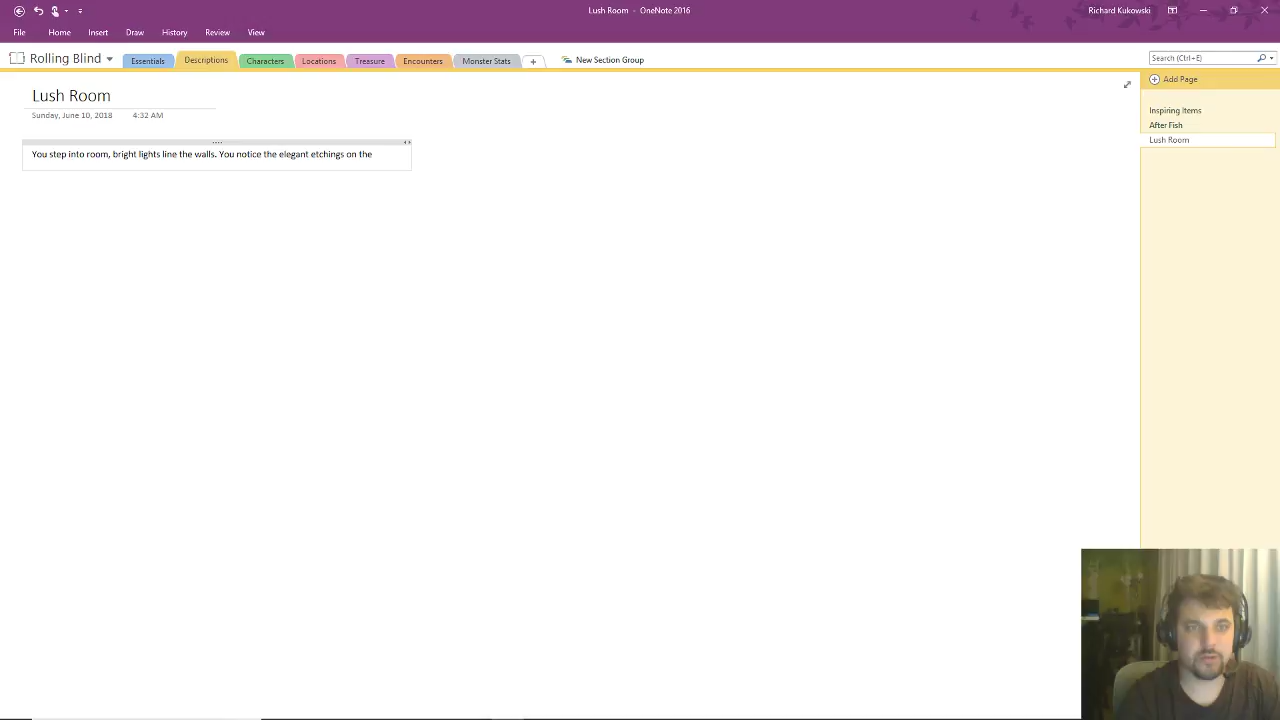 Lush Room - OneNote 2016
Richard Kukowski
File Home Insert Draw History Review View
Rolling Blind
Essentials Descriptions Characters Locations Treasure Encounters Monster Stats + New Section Group
Search (Ctrl+E)
Add Page
Lush Room
Sunday, June 10, 2018 4:32 AM
You step into room, bright lights line the walls. You notice the elegant etchings on the
Inspiring Items
After Fish
Lush Room